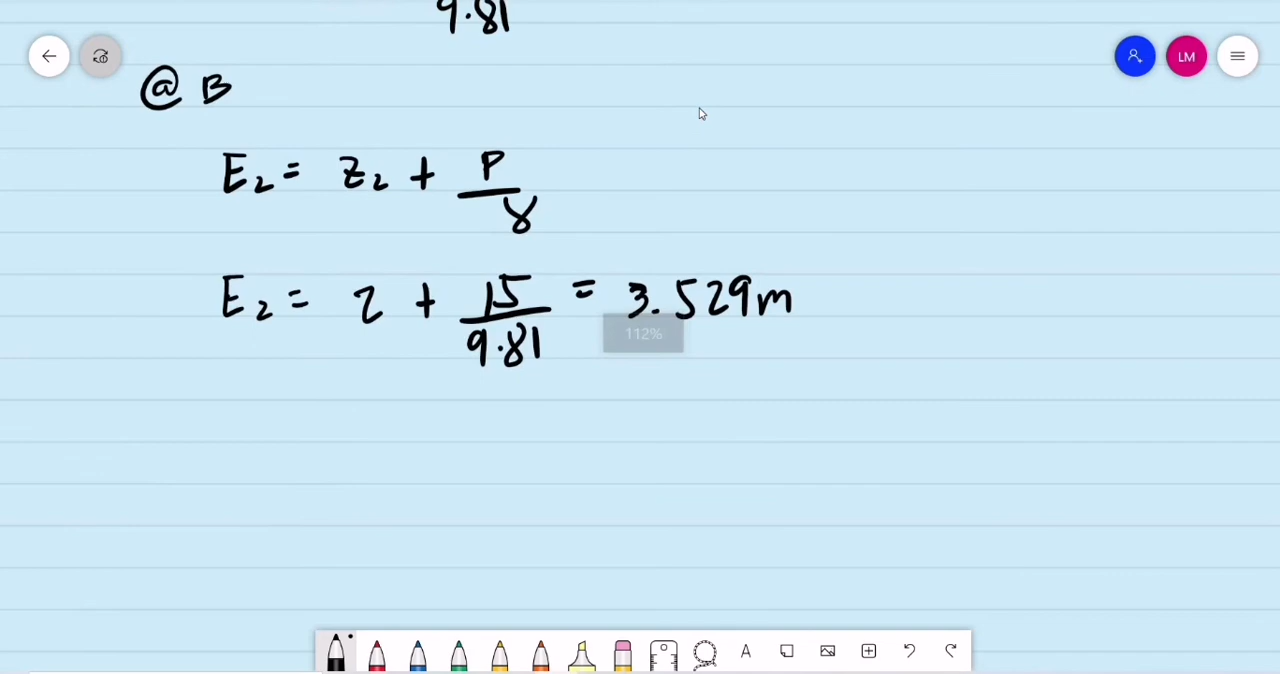 9.81
LM
@ B
E₂ = z₂ + P/γ
E₂ = 2 + 15/9.81 = 3.529m
112%
A